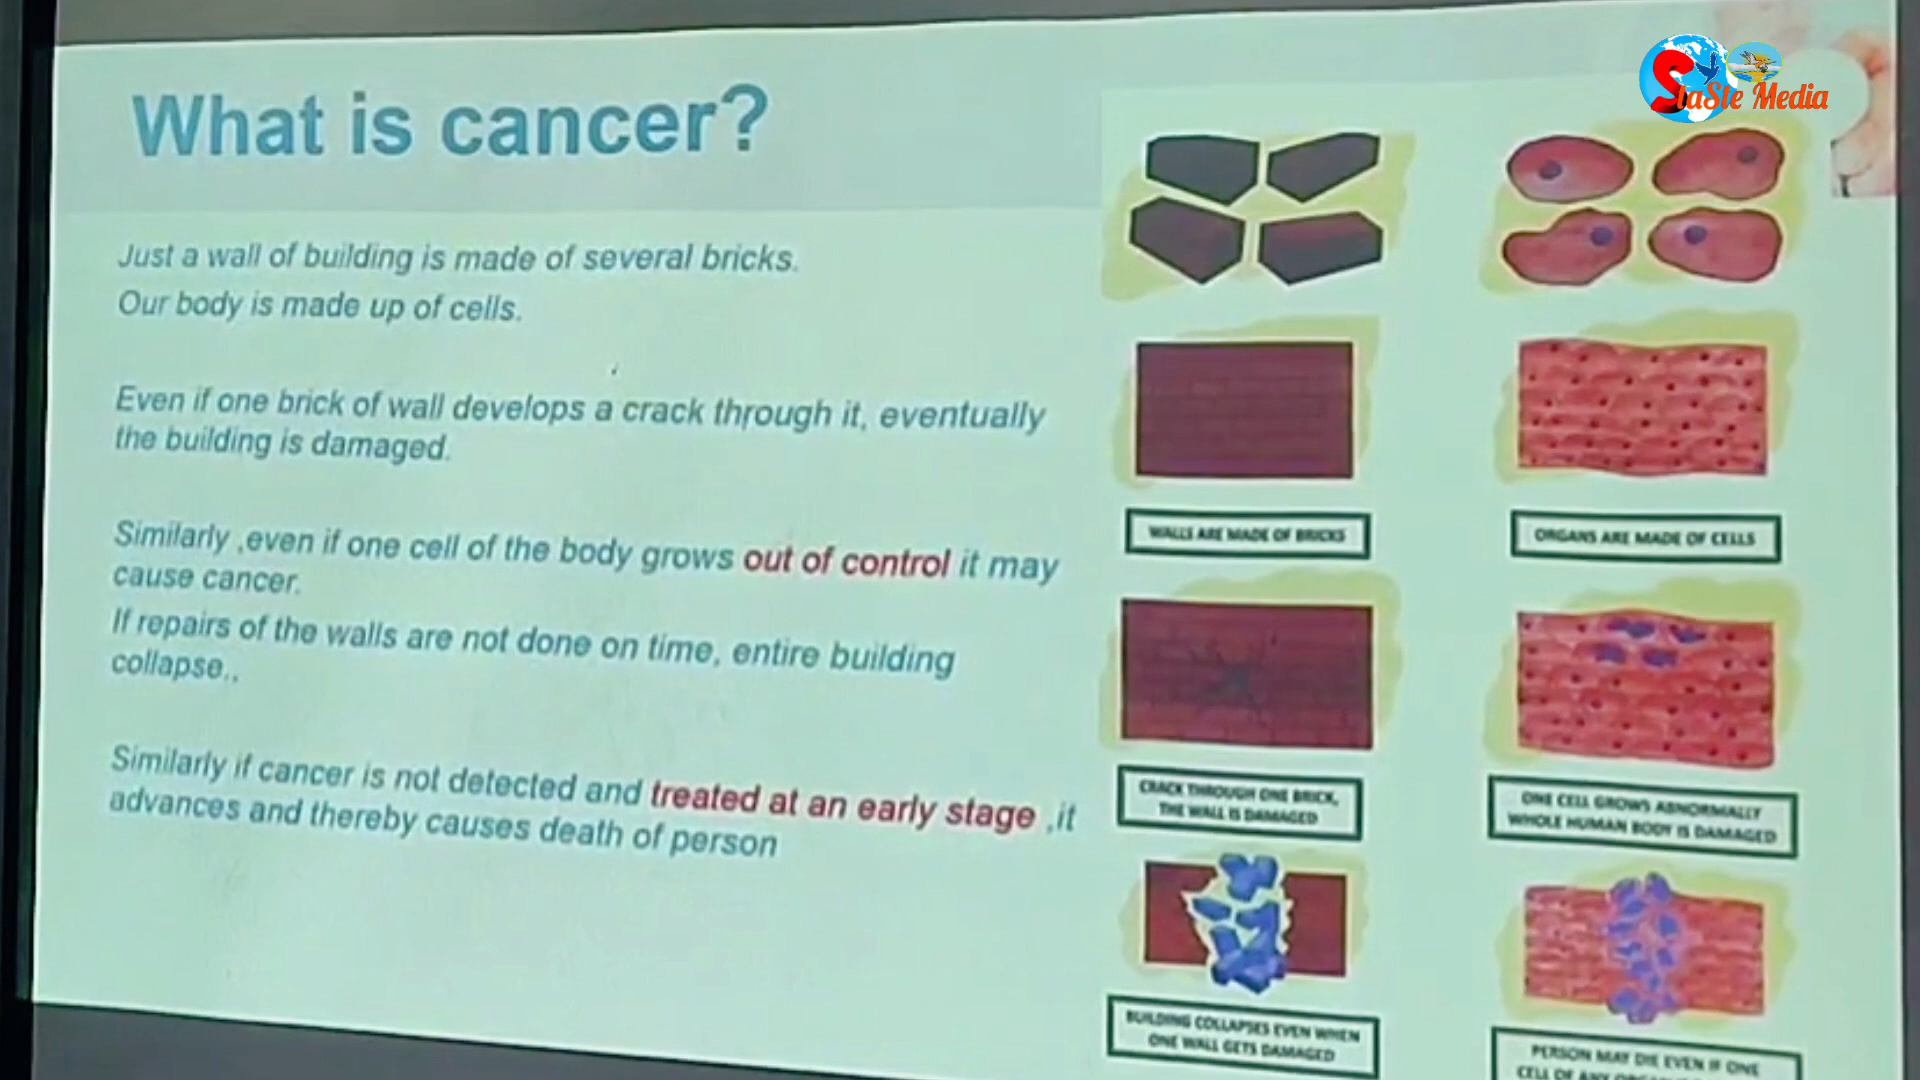 What is cancer?
STaSte Media
Just a wall of building is made of several bricks.
Our body is made up of cells.
Even if one brick of wall develops a crack through it, eventually
the building is damaged.
Similarly ,even if one cell of the body grows out of control it may
cause cancer.
If repairs of the walls are not done on time, entire building
collapse..
Similarly if cancer is not detected and treated at an early stage ,it
advances and thereby causes death of person
WALLS ARE MADE OF BRICKS
ORGANS ARE MADE OF CELLS
CRACK THROUGH ONE BRICK,
THE WALL IS DAMAGED
ONE CELL GROWS ABNORMALLY
WHOLE HUMAN BODY IS DAMAGED
BUILDING COLLAPSES EVEN WHEN
ONE WALL GETS DAMAGED
PERSON MAY DIE EVEN IF ONE
CELL OF ANY